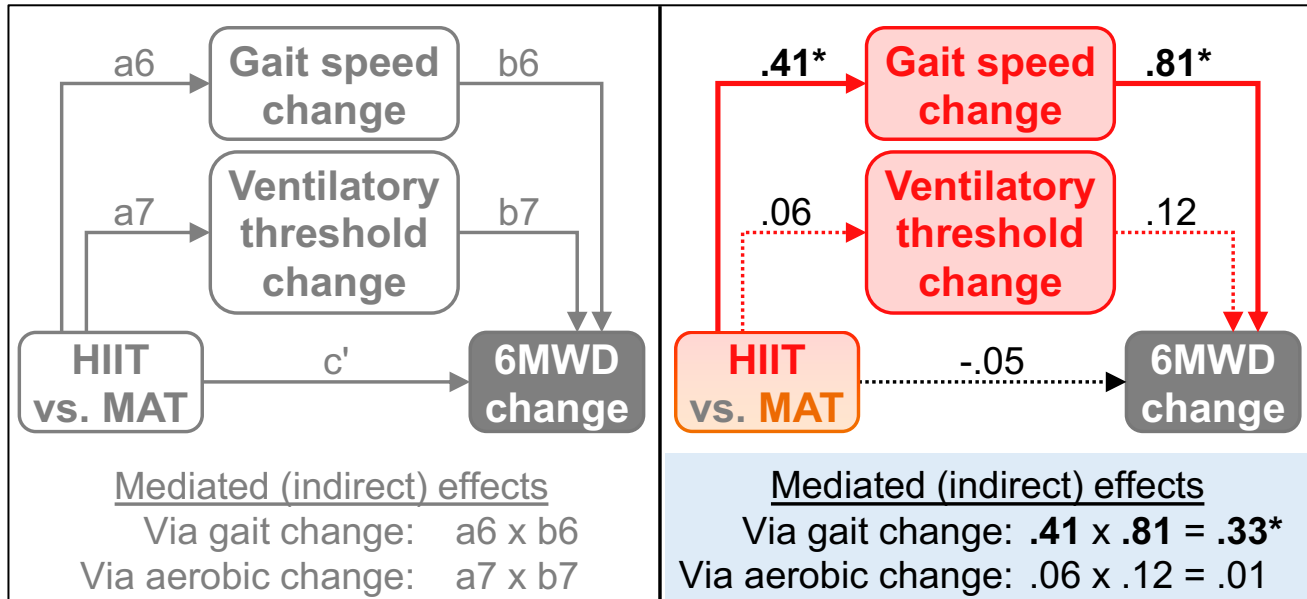 a6
Gait speed
change
b6
a7
Ventilatory
threshold
change
b7
HIIT
vs. MAT
c'
6MWD
change
Mediated (indirect) effects
Via gait change: a6 x b6
Via aerobic change: a7 x b7
.41*
Gait speed
change
.81*
.06
Ventilatory
threshold
change
.12
HIIT
vs. MAT
-.05
6MWD
change
Mediated (indirect) effects
Via gait change: .41 x .81 = .33*
Via aerobic change: .06 x .12 = .01